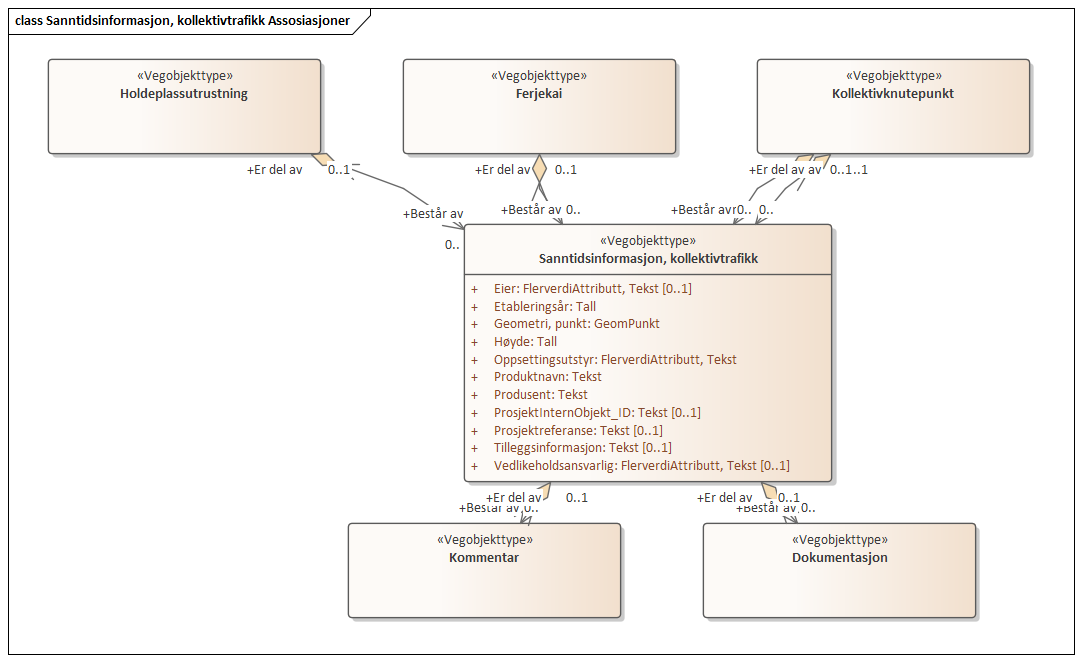 class Sanntidsinformasjon, kollektivtrafikk Assosiasjoner
«Vegobjekttype»
Holdeplassutrustning
«Vegobjekttype»
Ferjekai
«Vegobjekttype»
Kollektivknutepunkt
+Er del av
0..1
+Er del av
0..1
+Er del av
av
0..1
..1
+Består av
0..
+Består av
0..
+Består av
0..
0..
«Vegobjekttype»
Sanntidsinformasjon, kollektivtrafikk
+ Eier: FlerverdiAttributt, Tekst [0..1]
+ Etableringsår: Tall
+ Geometri, punkt: GeomPunkt
+ Høyde: Tall
+ Oppsettingsutstyr: FlerverdiAttributt, Tekst
+ Produktnavn: Tekst
+ Produsent: Tekst
+ ProsjektInternObjekt_ID: Tekst [0..1]
+ Prosjektreferanse: Tekst [0..1]
+ Tilleggsinformasjon: Tekst [0..1]
+ Vedlikeholdsansvarlig: FlerverdiAttributt, Tekst [0..1]
+Er del av
0..1
+Består av
0..
+Er del av
0..1
+Består av
0..
«Vegobjekttype»
Kommentar
«Vegobjekttype»
Dokumentasjon